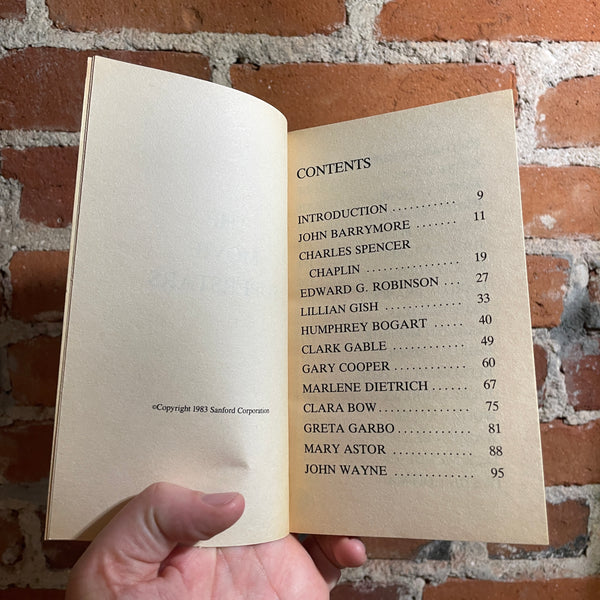 ©Copyright 1983 Sanford Corporation
CONTENTS
INTRODUCTION ........... 9
JOHN BARRYMORE ....... 11
CHARLES SPENCER
CHAPLIN ................ 19
EDWARD G. ROBINSON ... 27
LILLIAN GISH ............ 33
HUMPHREY BOGART ..... 40
CLARK GABLE ............ 49
GARY COOPER ............ 60
MARLENE DIETRICH ...... 67
CLARA BOW .............. 75
GRETA GARBO ............ 81
MARY ASTOR ............. 88
JOHN WAYNE ............. 95